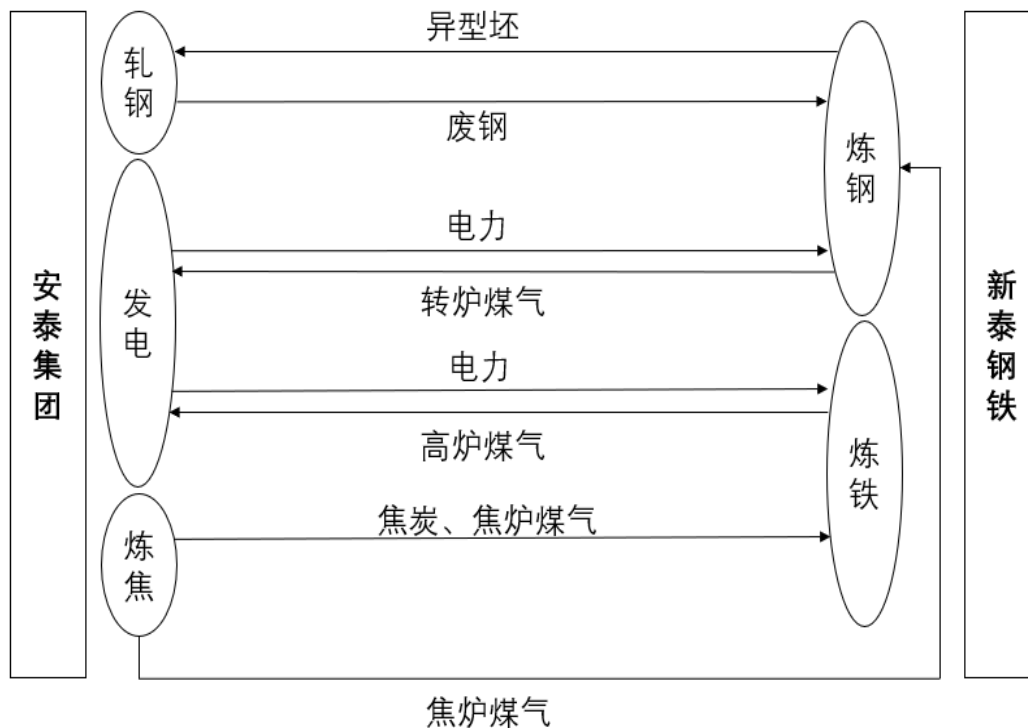 异型坯
轧钢
废钢
炼钢
电力
安泰集团
发电
转炉煤气
新泰钢铁
电力
高炉煤气
炼铁
焦炭、焦炉煤气
炼焦
焦炉煤气